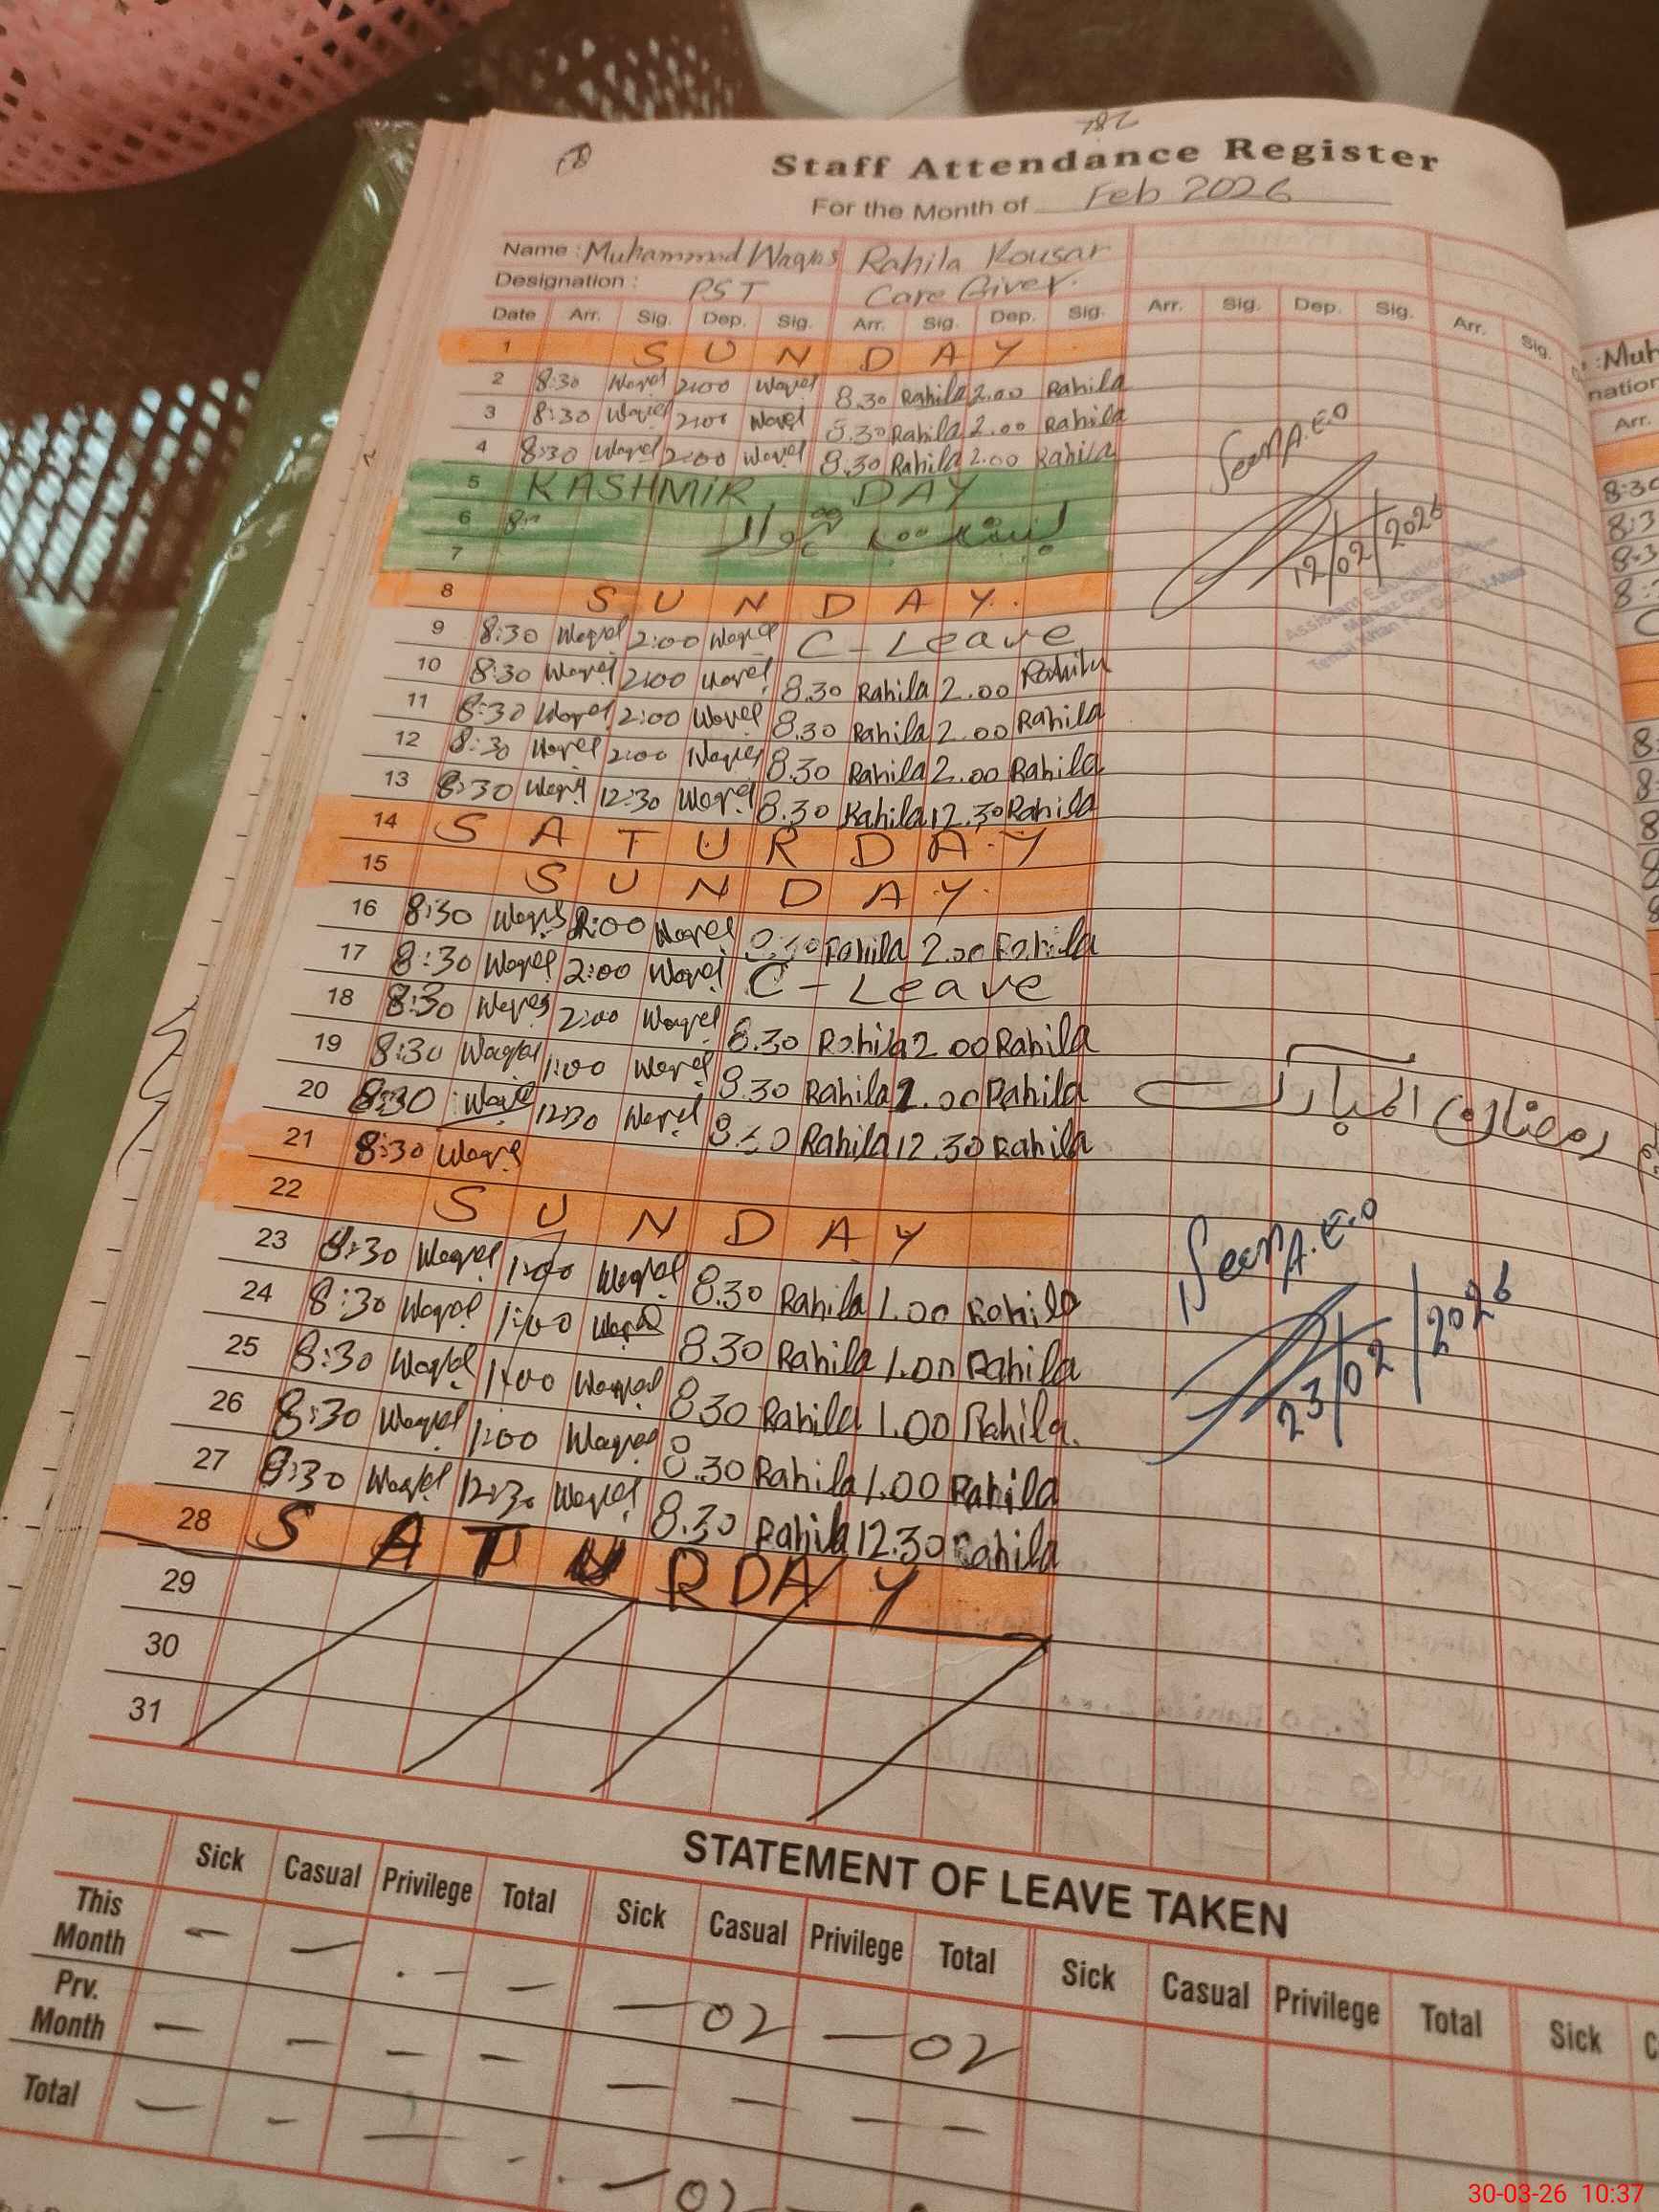 786
Staff Attendance Register
For the Month of Feb 2026
Name : Muhammad Waqas Rahila Kousar
Designation : PST Care Giver.
Date Arr. Sig. Dep. Sig. Arr. Sig. Dep. Sig. Arr. Sig. Dep. Sig. Arr. Sig.
1 S U N D A Y
2 8:30 Waqas 2:00 Waqas 8.30 Rahila 2.00 Rahila
3 8:30 Waqas 2:00 Waqas 8.30 Rahila 2.00 Rahila
4 8:30 Waqas 2:00 Waqas 8.30 Rahila 2.00 Rahila
Seen A.E.O
5 KASHMIR DAY
6 8:
7
12/02/2026
Assistant Education Officer
8 S U N D A Y.
9 8:30 Waqas 2:00 Waqas C - Leave
10 8:30 Waqas 2:00 Waqas 8.30 Rahila 2.00 Rahila
11 8:30 Waqas 2:00 Waqas 8.30 Rahila 2.00 Rahila
12 8:30 Waqas 2:00 Waqas 8.30 Rahila 2.00 Rahila
13 8:30 Waqas 12:30 Waqas 8.30 Rahila 12.30 Rahila
14 S A T U R D A Y
15 S U N D A Y.
16 8:30 Waqas 2:00 Waqas 8.30 Rahila 2.00 Rahila
17 8:30 Waqas 2:00 Waqas C - Leave
18 8:30 Waqas 2:00 Waqas 8.30 Rahila 2.00 Rahila
19 8:30 Waqas 1:00 Waqas 8.30 Rahila 1.00 Rahila
رمضان المبارک
20 8:30 Waqas 12:30 Waqas 8.30 Rahila 12.30 Rahila
21 8:30 Waqas
22 S U N D A Y
23 8:30 Waqas 1:00 Waqas 8.30 Rahila 1.00 Rahila
Seen A.E.O
24 8:30 Waqas 1:00 Waqas 8.30 Rahila 1.00 Rahila
23/02/2026
25 8:30 Waqas 1:00 Waqas 8.30 Rahila 1.00 Rahila.
26 8:30 Waqas 1:00 Waqas 8.30 Rahila 1.00 Rahila
27 8:30 Waqas 12:30 Waqas 8.30 Rahila 12.30 Rahila
28 S A T U R D A Y
29
30
31
STATEMENT OF LEAVE TAKEN
Sick Casual Privilege Total Sick Casual Privilege Total Sick Casual Privilege Total Sick C
This Month — — — — — 02 — 02
Prv. Month — — — — — — — —
Total — — — — — 02
30-03-26 10:37